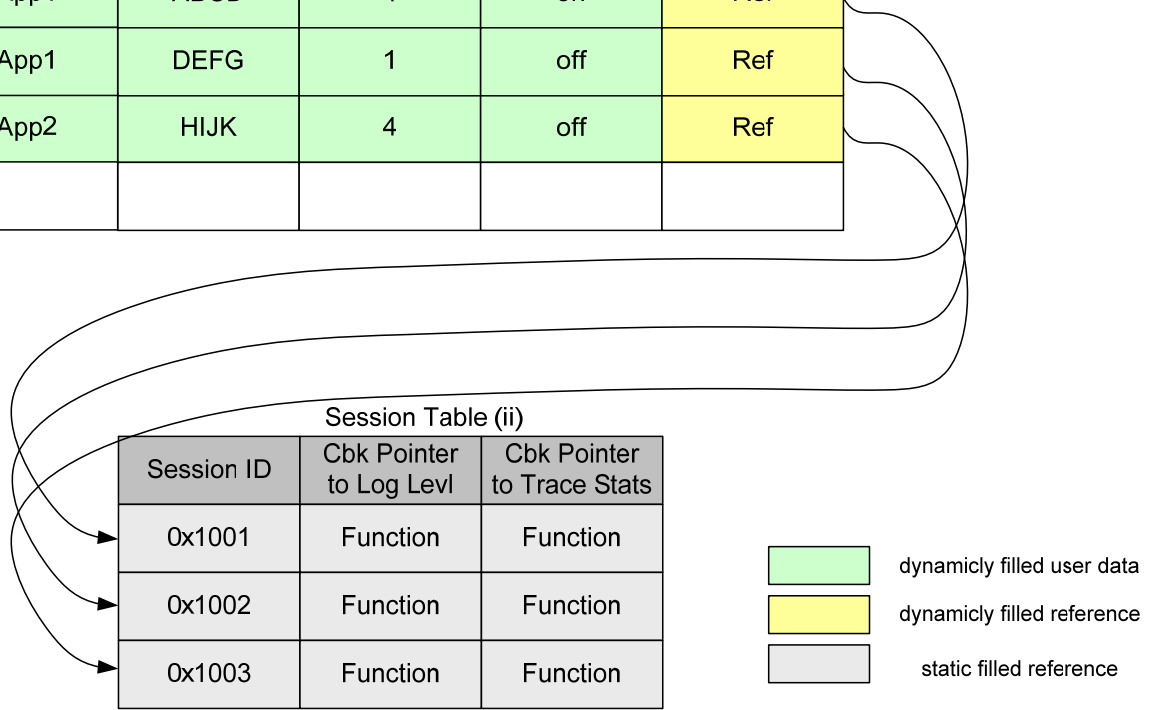 App1 DEFG 1 off Ref
App2 HIJK 4 off Ref
Session Table (ii)
Session ID
Cbk Pointer
to Log Levl
Cbk Pointer
to Trace Stats
0x1001 Function Function
0x1002 Function Function
0x1003 Function Function
dynamicly filled user data
dynamicly filled reference
static filled reference